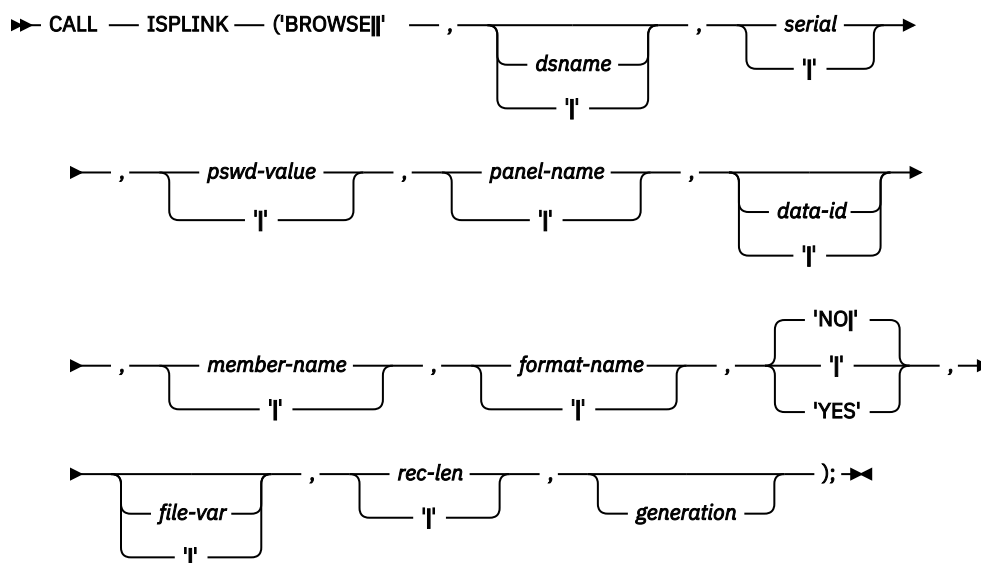 CALL ISPLINK ('BROWSE‖' , dsname '|' , serial '|'
, pswd-value '|' , panel-name '|' , data-id '|'
, member-name '|' , format-name '|' , 'NO|' '|' 'YES' ,
file-var '|' , rec-len '|' , generation );